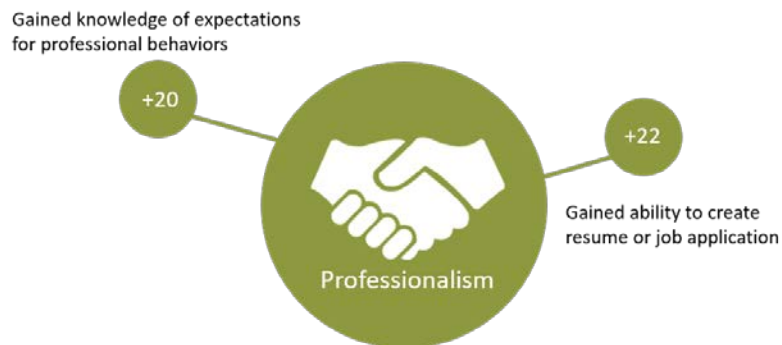 Gained knowledge of expectations
for professional behaviors
+20
+22
Gained ability to create
resume or job application
Professionalism